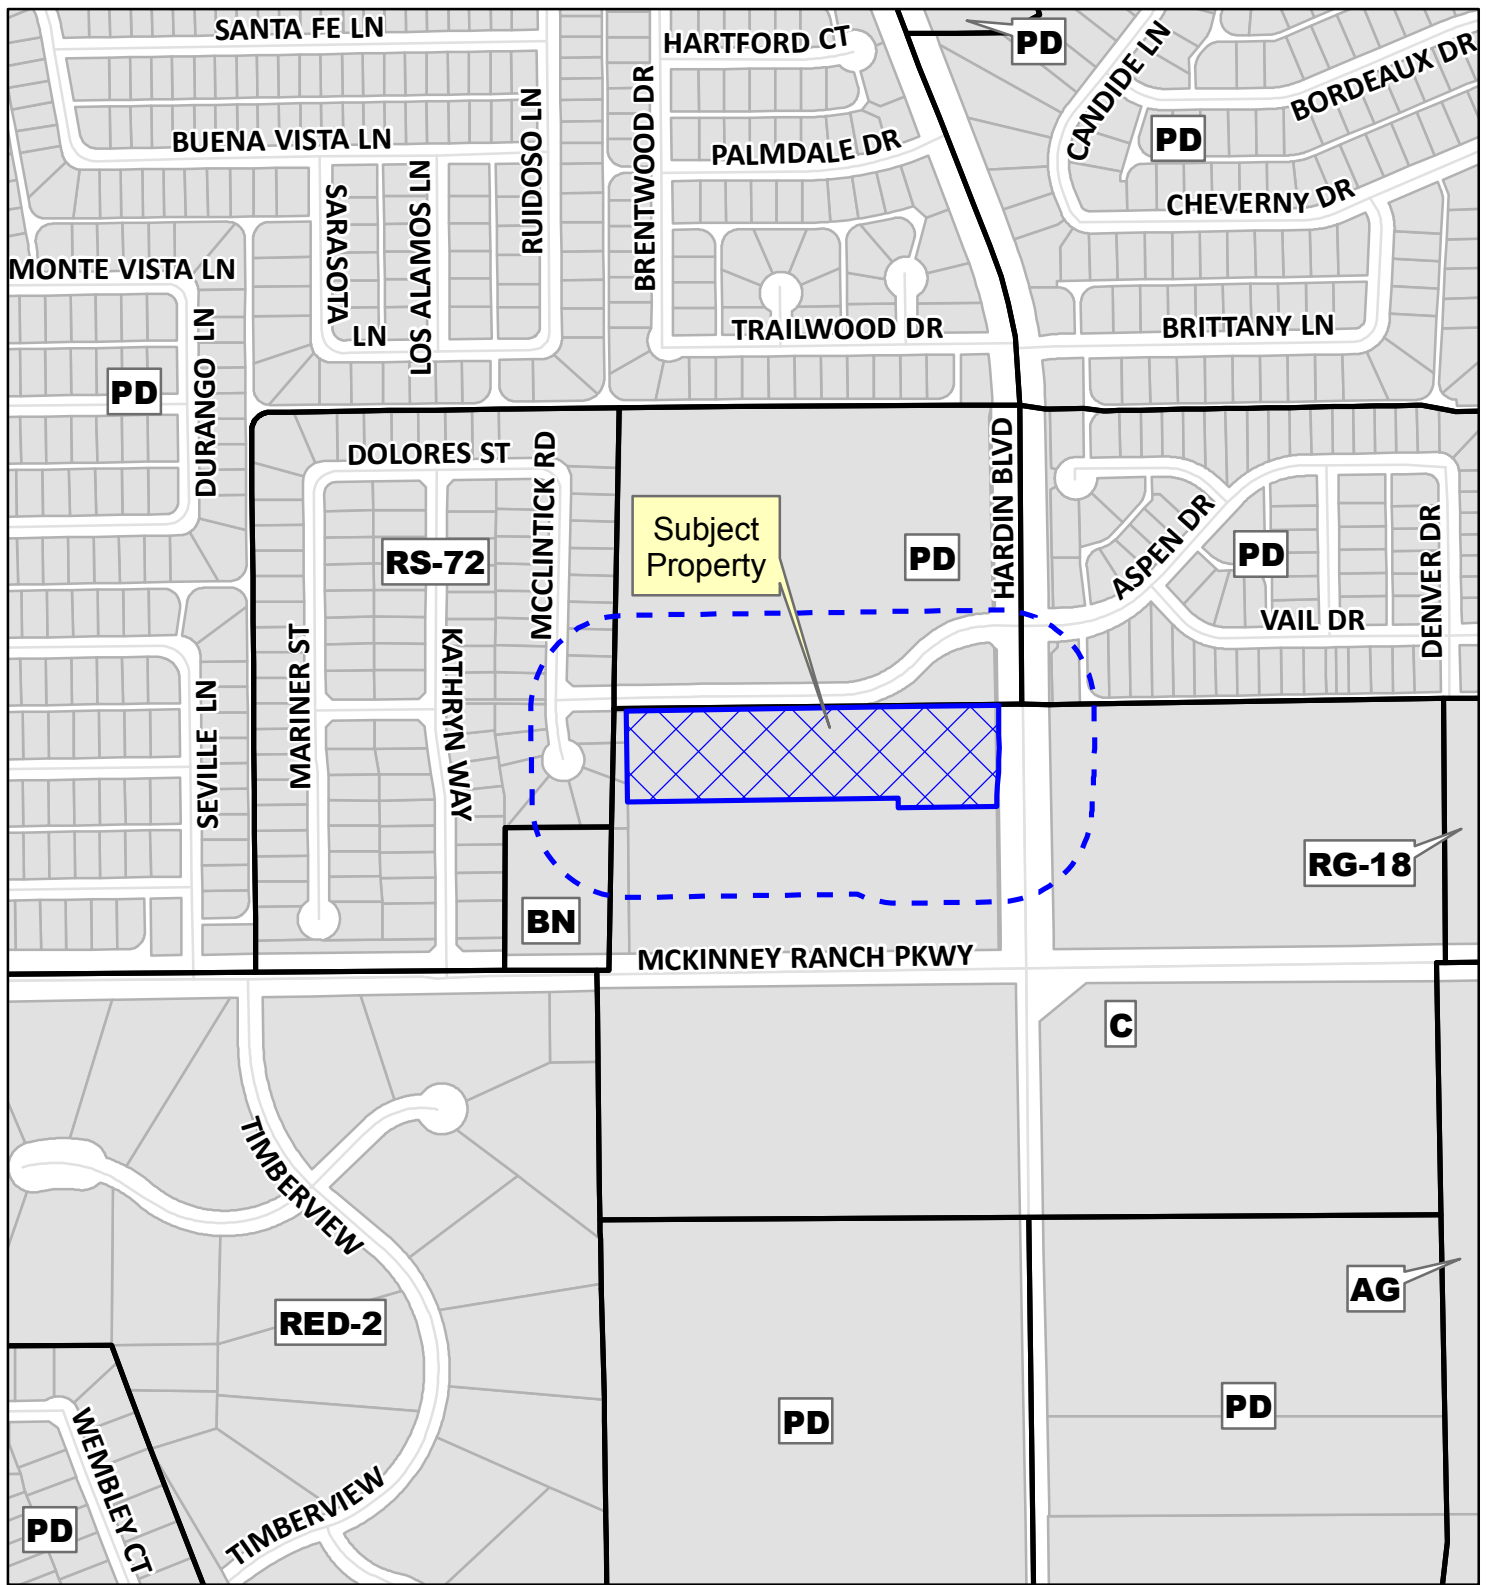 SANTA FE LN
HARTFORD CT
PD
CANDIDE LN
BORDEAUX DR
BUENA VISTA LN
RUIDOSO LN
BRENTWOOD DR
PALMDALE DR
PD
SARASOTA
LN
LOS ALAMOS LN
CHEVERNY DR
MONTE VISTA LN
TRAILWOOD DR
BRITTANY LN
PD
DURANGO LN
DOLORES ST
MCCLINTICK RD
HARDIN BLVD
Subject
Property
PD
RS-72
ASPEN DR
PD
DENVER DR
VAIL DR
MARINER ST
KATHRYN WAY
SEVILLE LN
RG-18
BN
MCKINNEY RANCH PKWY
C
TIMBERVIEW
AG
RED-2
PD
PD
WEMBLEY CT
PD
TIMBERVIEW